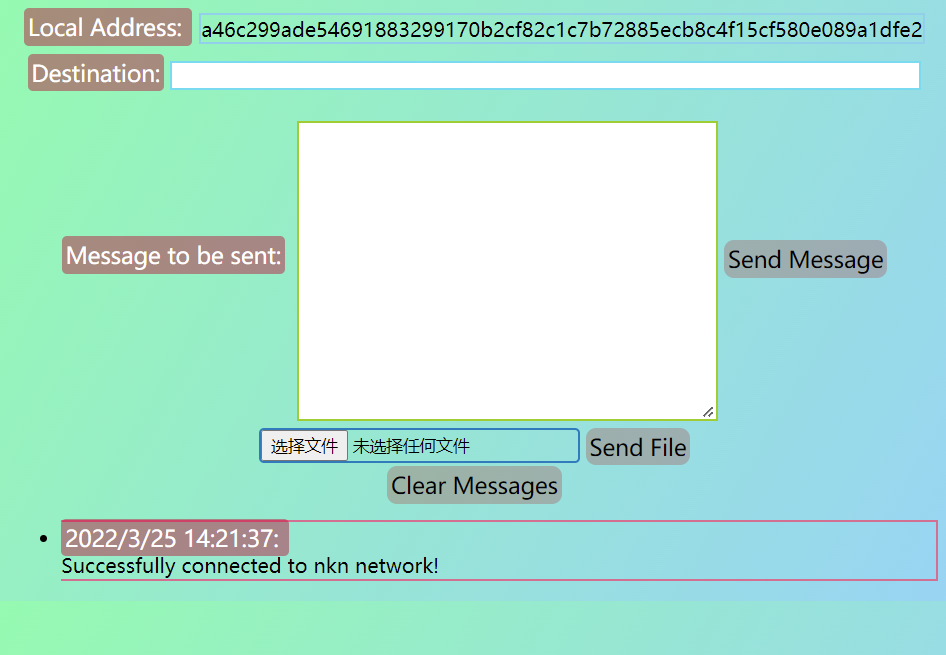 Local Address: a46c299ade54691883299170b2cf82c1c7b72885ecb8c4f15cf580e089a1dfe2
Destination:
Message to be sent: Send Message
选择文件 未选择任何文件 Send File
Clear Messages
2022/3/25 14:21:37:
Successfully connected to nkn network!